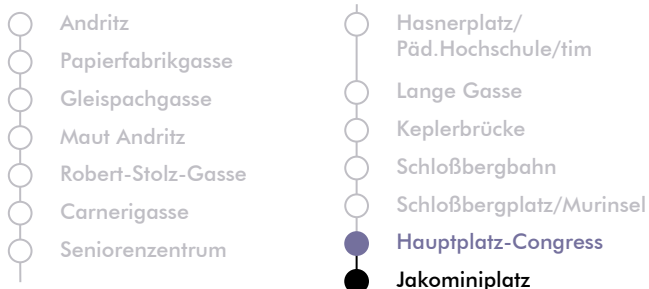 Andritz
Papierfabrikgasse
Gleispachgasse
Maut Andritz
Robert-Stolz-Gasse
Carnerigasse
Seniorenzentrum
Hasnerplatz/
Päd.Hochschule/tim
Lange Gasse
Keplerbrücke
Schloßbergbahn
Schloßbergplatz/Murinsel
Hauptplatz-Congress
Jakominiplatz